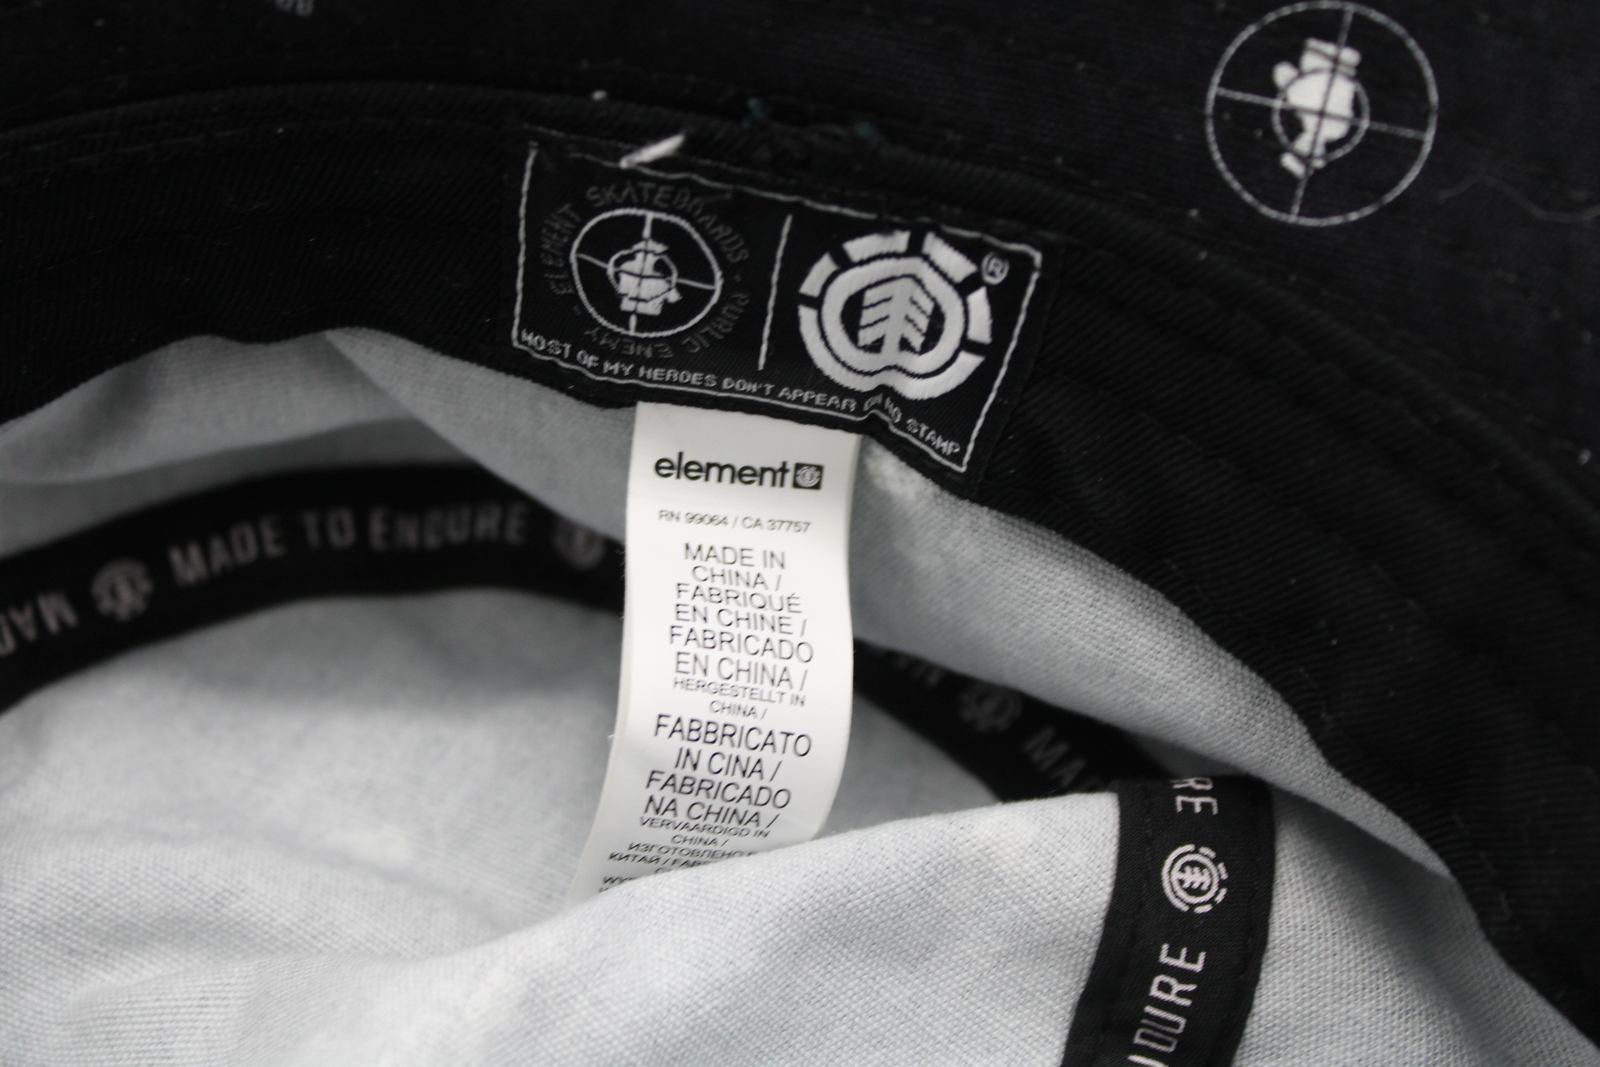 ELEMENT SKATEBOARDS - PUBLIC ENEMY -
®
MOST OF MY HEROES DON'T APPEAR ON NO STAMP
element
RN 99064 / CA 37757
MADE IN
CHINA /
FABRIQUÉ
EN CHINE /
FABRICADO
EN CHINA /
HERGESTELLT IN
CHINA /
FABBRICATO
IN CINA /
FABRICADO
NA CHINA /
VERVAARDIGD IN
CHINA /
ИЗГОТОВЛЕНО
КИТАЙ /
MADE TO ENDURE